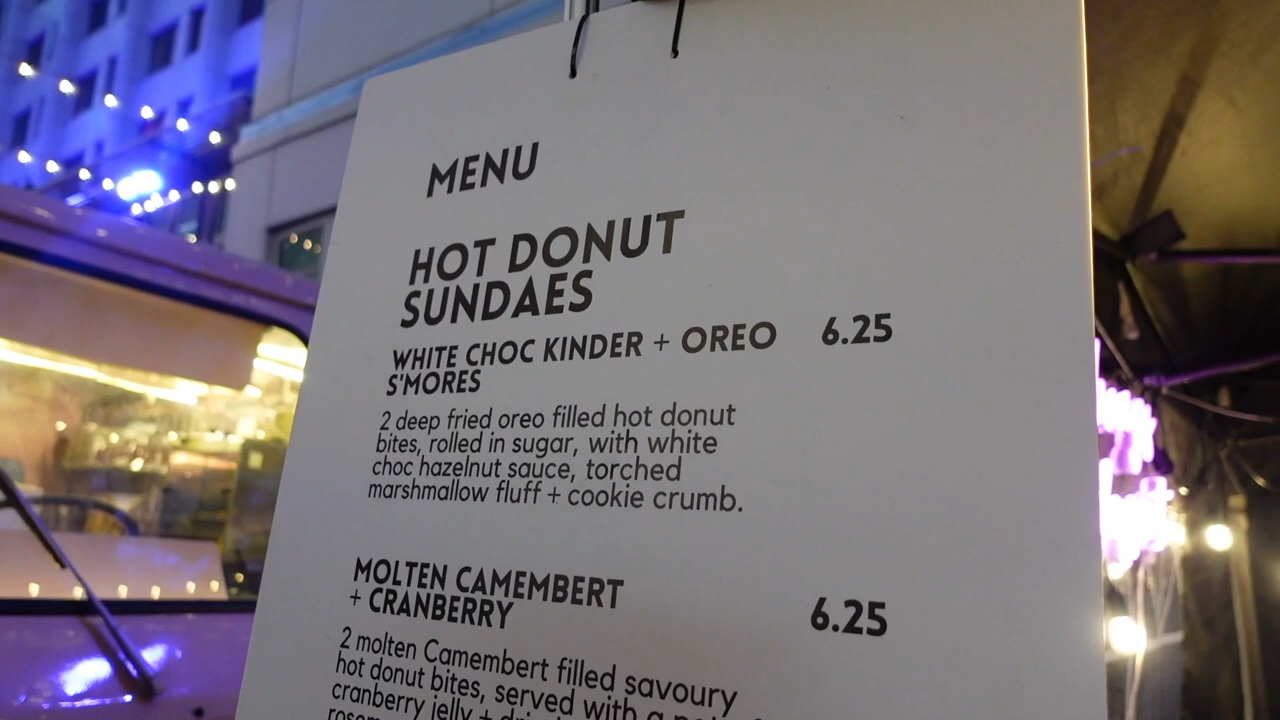 MENU
HOT DONUT
SUNDAES
WHITE CHOC KINDER + OREO 6.25
S'MORES
2 deep fried oreo filled hot donut
bites, rolled in sugar, with white
choc hazelnut sauce, torched
marshmallow fluff + cookie crumb.
MOLTEN CAMEMBERT
+ CRANBERRY 6.25
2 molten Camembert filled savoury
hot donut bites, served with a
cranberry jelly +